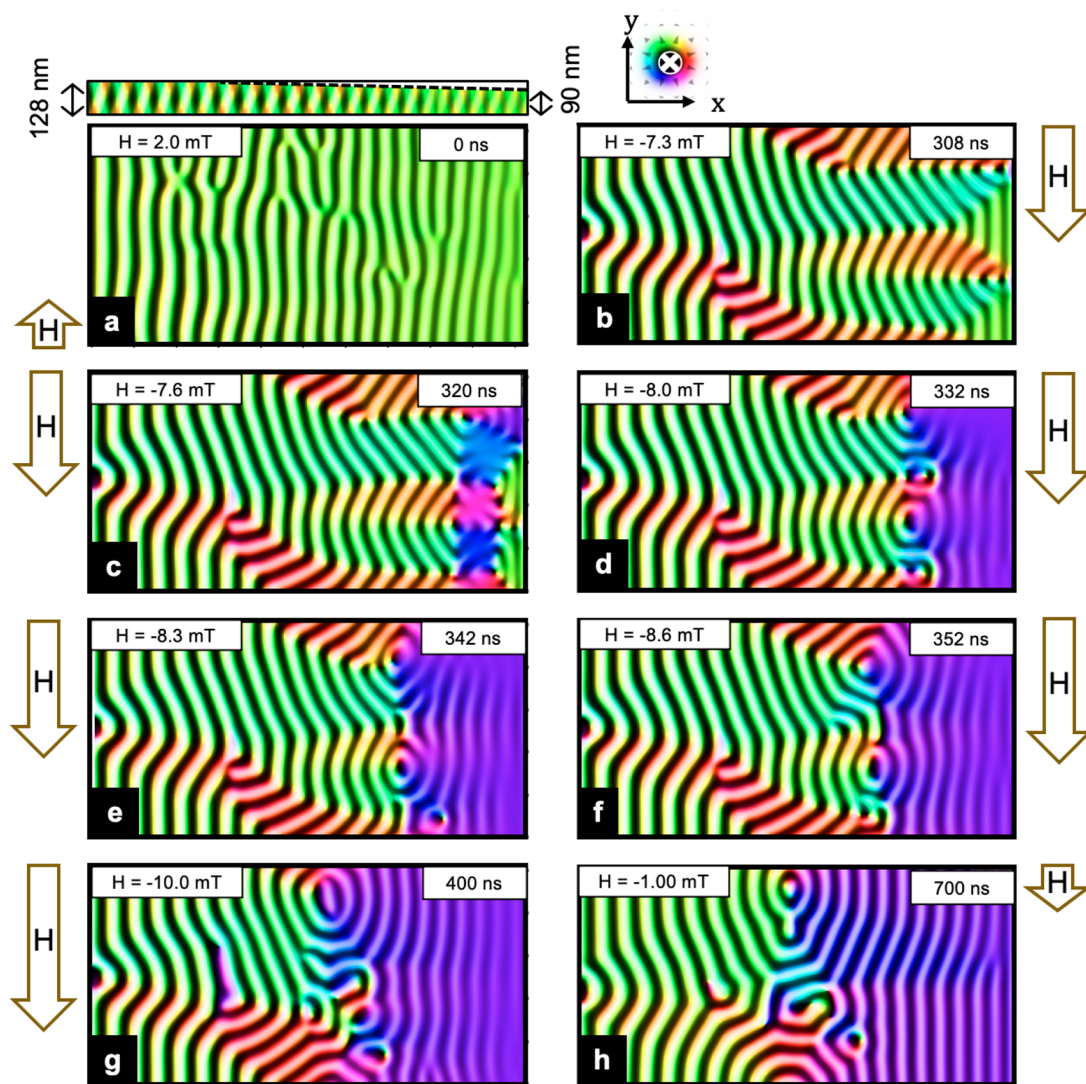 128 nm
90 nm
y
x
H = 2.0 mT
0 ns
H
a
H = -7.3 mT
308 ns
H
b
H = -7.6 mT
320 ns
H
c
H = -8.0 mT
332 ns
H
d
H = -8.3 mT
342 ns
H
e
H = -8.6 mT
352 ns
H
f
H = -10.0 mT
400 ns
H
g
H = -1.00 mT
700 ns
H
h